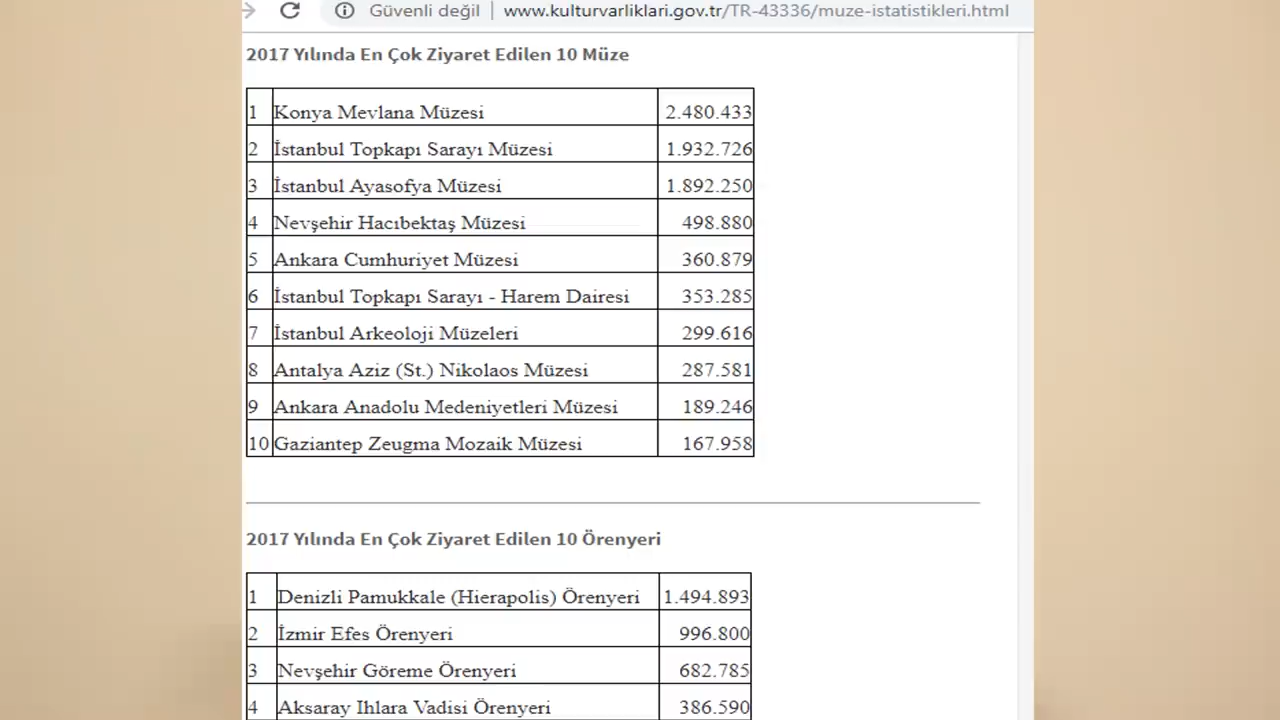 Güvenli değil | www.kulturvarliklari.gov.tr/TR-43336/muze-istatistikleri.html
2017 Yılında En Çok Ziyaret Edilen 10 Müze
1 Konya Mevlana Müzesi 2.480.433
2 İstanbul Topkapı Sarayı Müzesi 1.932.726
3 İstanbul Ayasofya Müzesi 1.892.250
4 Nevşehir Hacıbektaş Müzesi 498.880
5 Ankara Cumhuriyet Müzesi 360.879
6 İstanbul Topkapı Sarayı - Harem Dairesi 353.285
7 İstanbul Arkeoloji Müzeleri 299.616
8 Antalya Aziz (St.) Nikolaos Müzesi 287.581
9 Ankara Anadolu Medeniyetleri Müzesi 189.246
10 Gaziantep Zeugma Mozaik Müzesi 167.958
2017 Yılında En Çok Ziyaret Edilen 10 Örenyeri
1 Denizli Pamukkale (Hierapolis) Örenyeri 1.494.893
2 İzmir Efes Örenyeri 996.800
3 Nevşehir Göreme Örenyeri 682.785
4 Aksaray Ihlara Vadisi Örenyeri 386.590